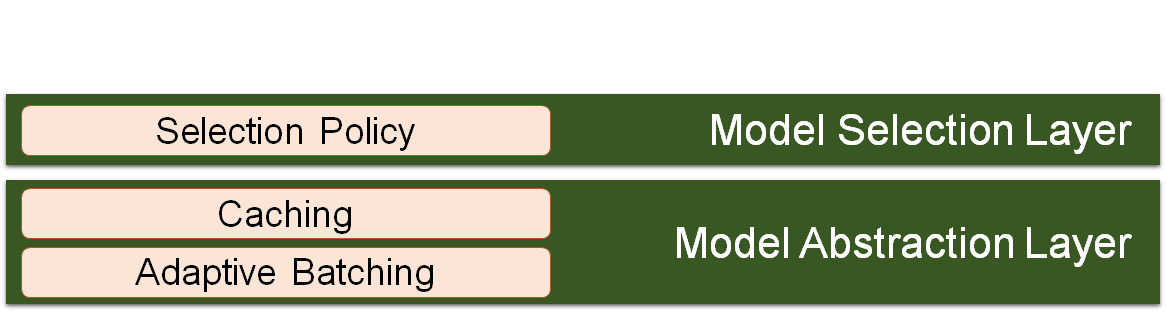 Selection Policy
Model Selection Layer
Caching
Model Abstraction Layer
Adaptive Batching